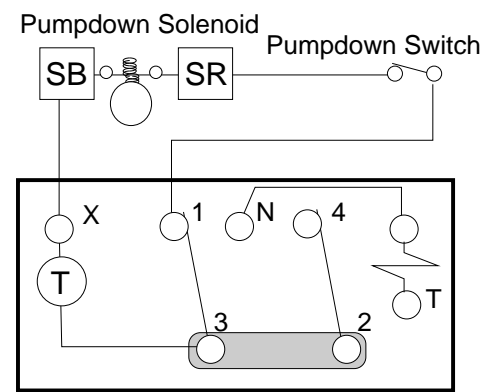 Pumpdown Solenoid
Pumpdown Switch
SB SR
X 1 N 4
T T
3 2